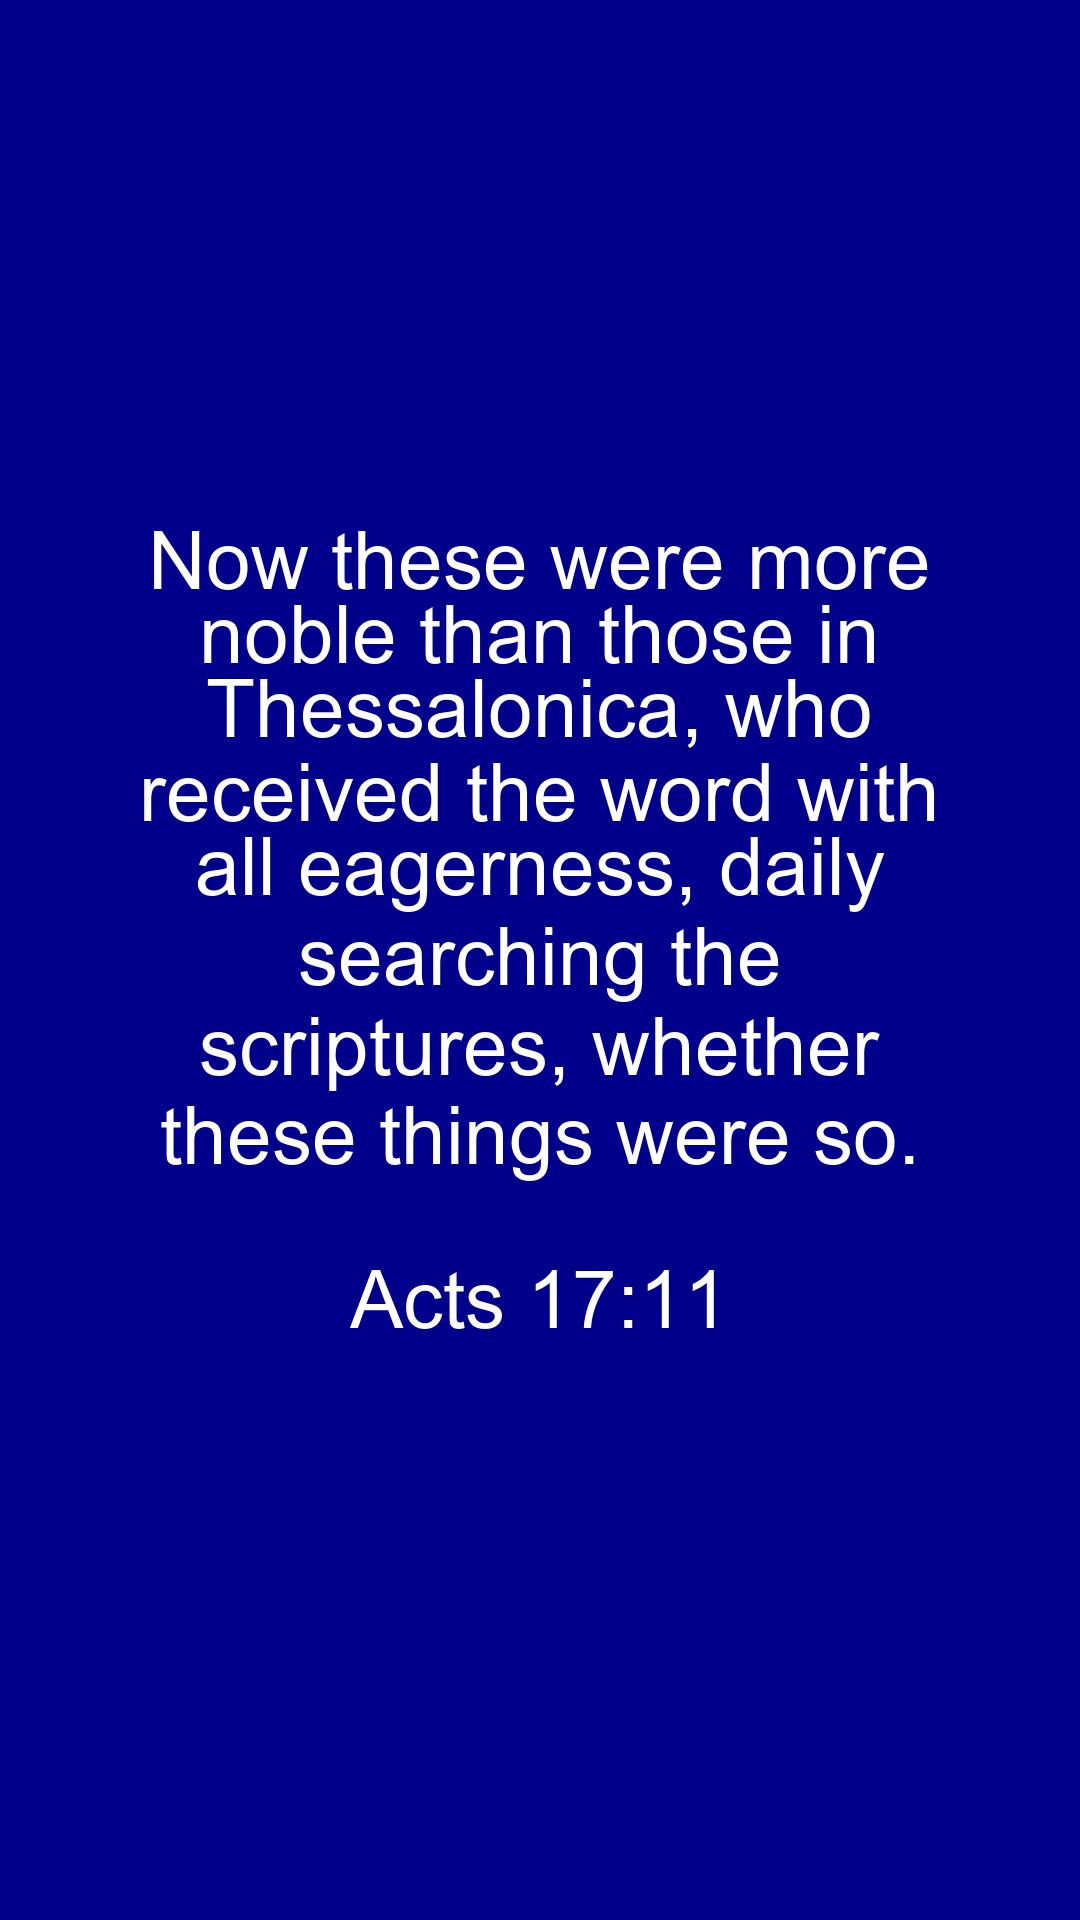 Now these were more
noble than those in
Thessalonica, who
received the word with
all eagerness, daily
searching the
scriptures, whether
these things were so.
Acts 17:11